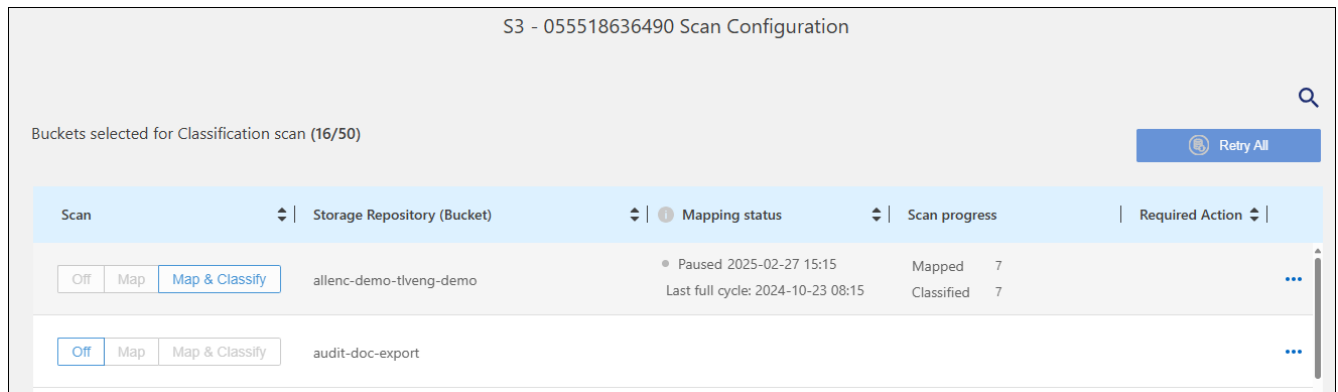 S3 - 055518636490 Scan Configuration
Buckets selected for Classification scan (16/50)
Retry All
Scan Storage Repository (Bucket) Mapping status Scan progress Required Action
Off Map Map & Classify allenc-demo-tlveng-demo Paused 2025-02-27 15:15 Mapped 7
Last full cycle: 2024-10-23 08:15 Classified 7
Off Map Map & Classify audit-doc-export